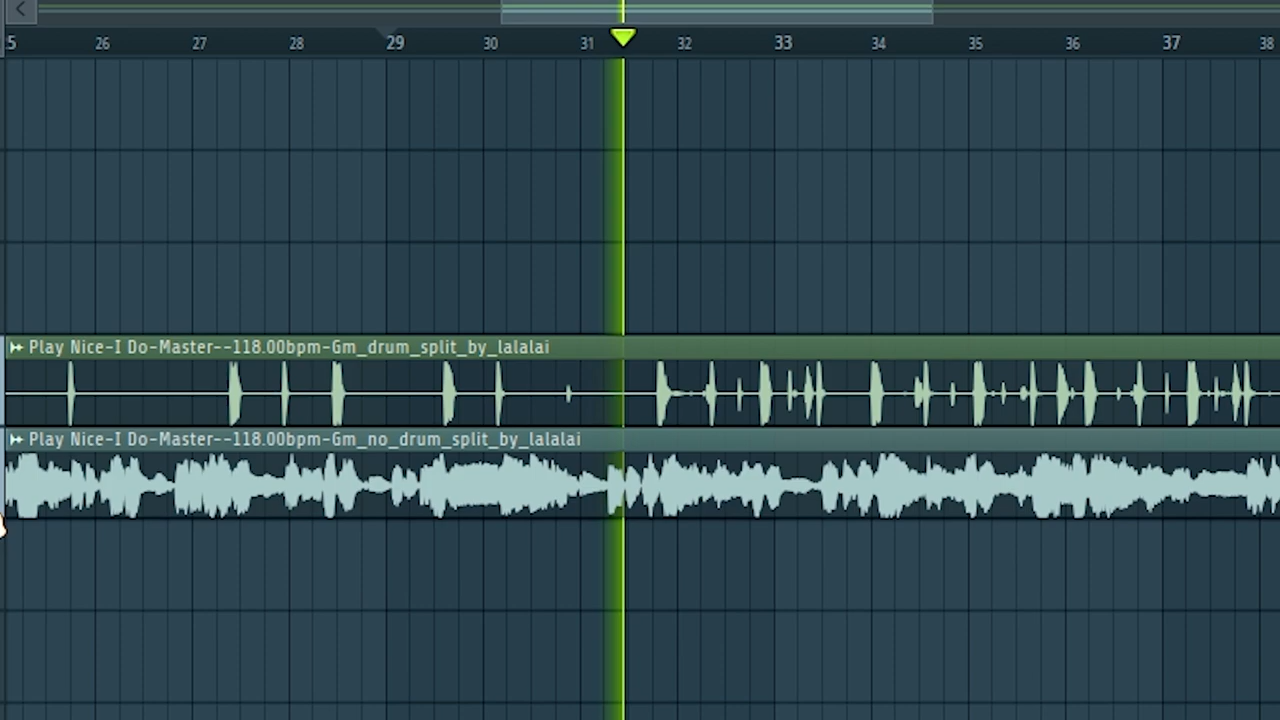 5 26 27 28 29 30 31 32 33 34 35 36 37 38
Play Nice-I Do-Master--118.00bpm-Gm_drum_split_by_lalalai
Play Nice-I Do-Master--118.00bpm-Gm_no_drum_split_by_lalalai